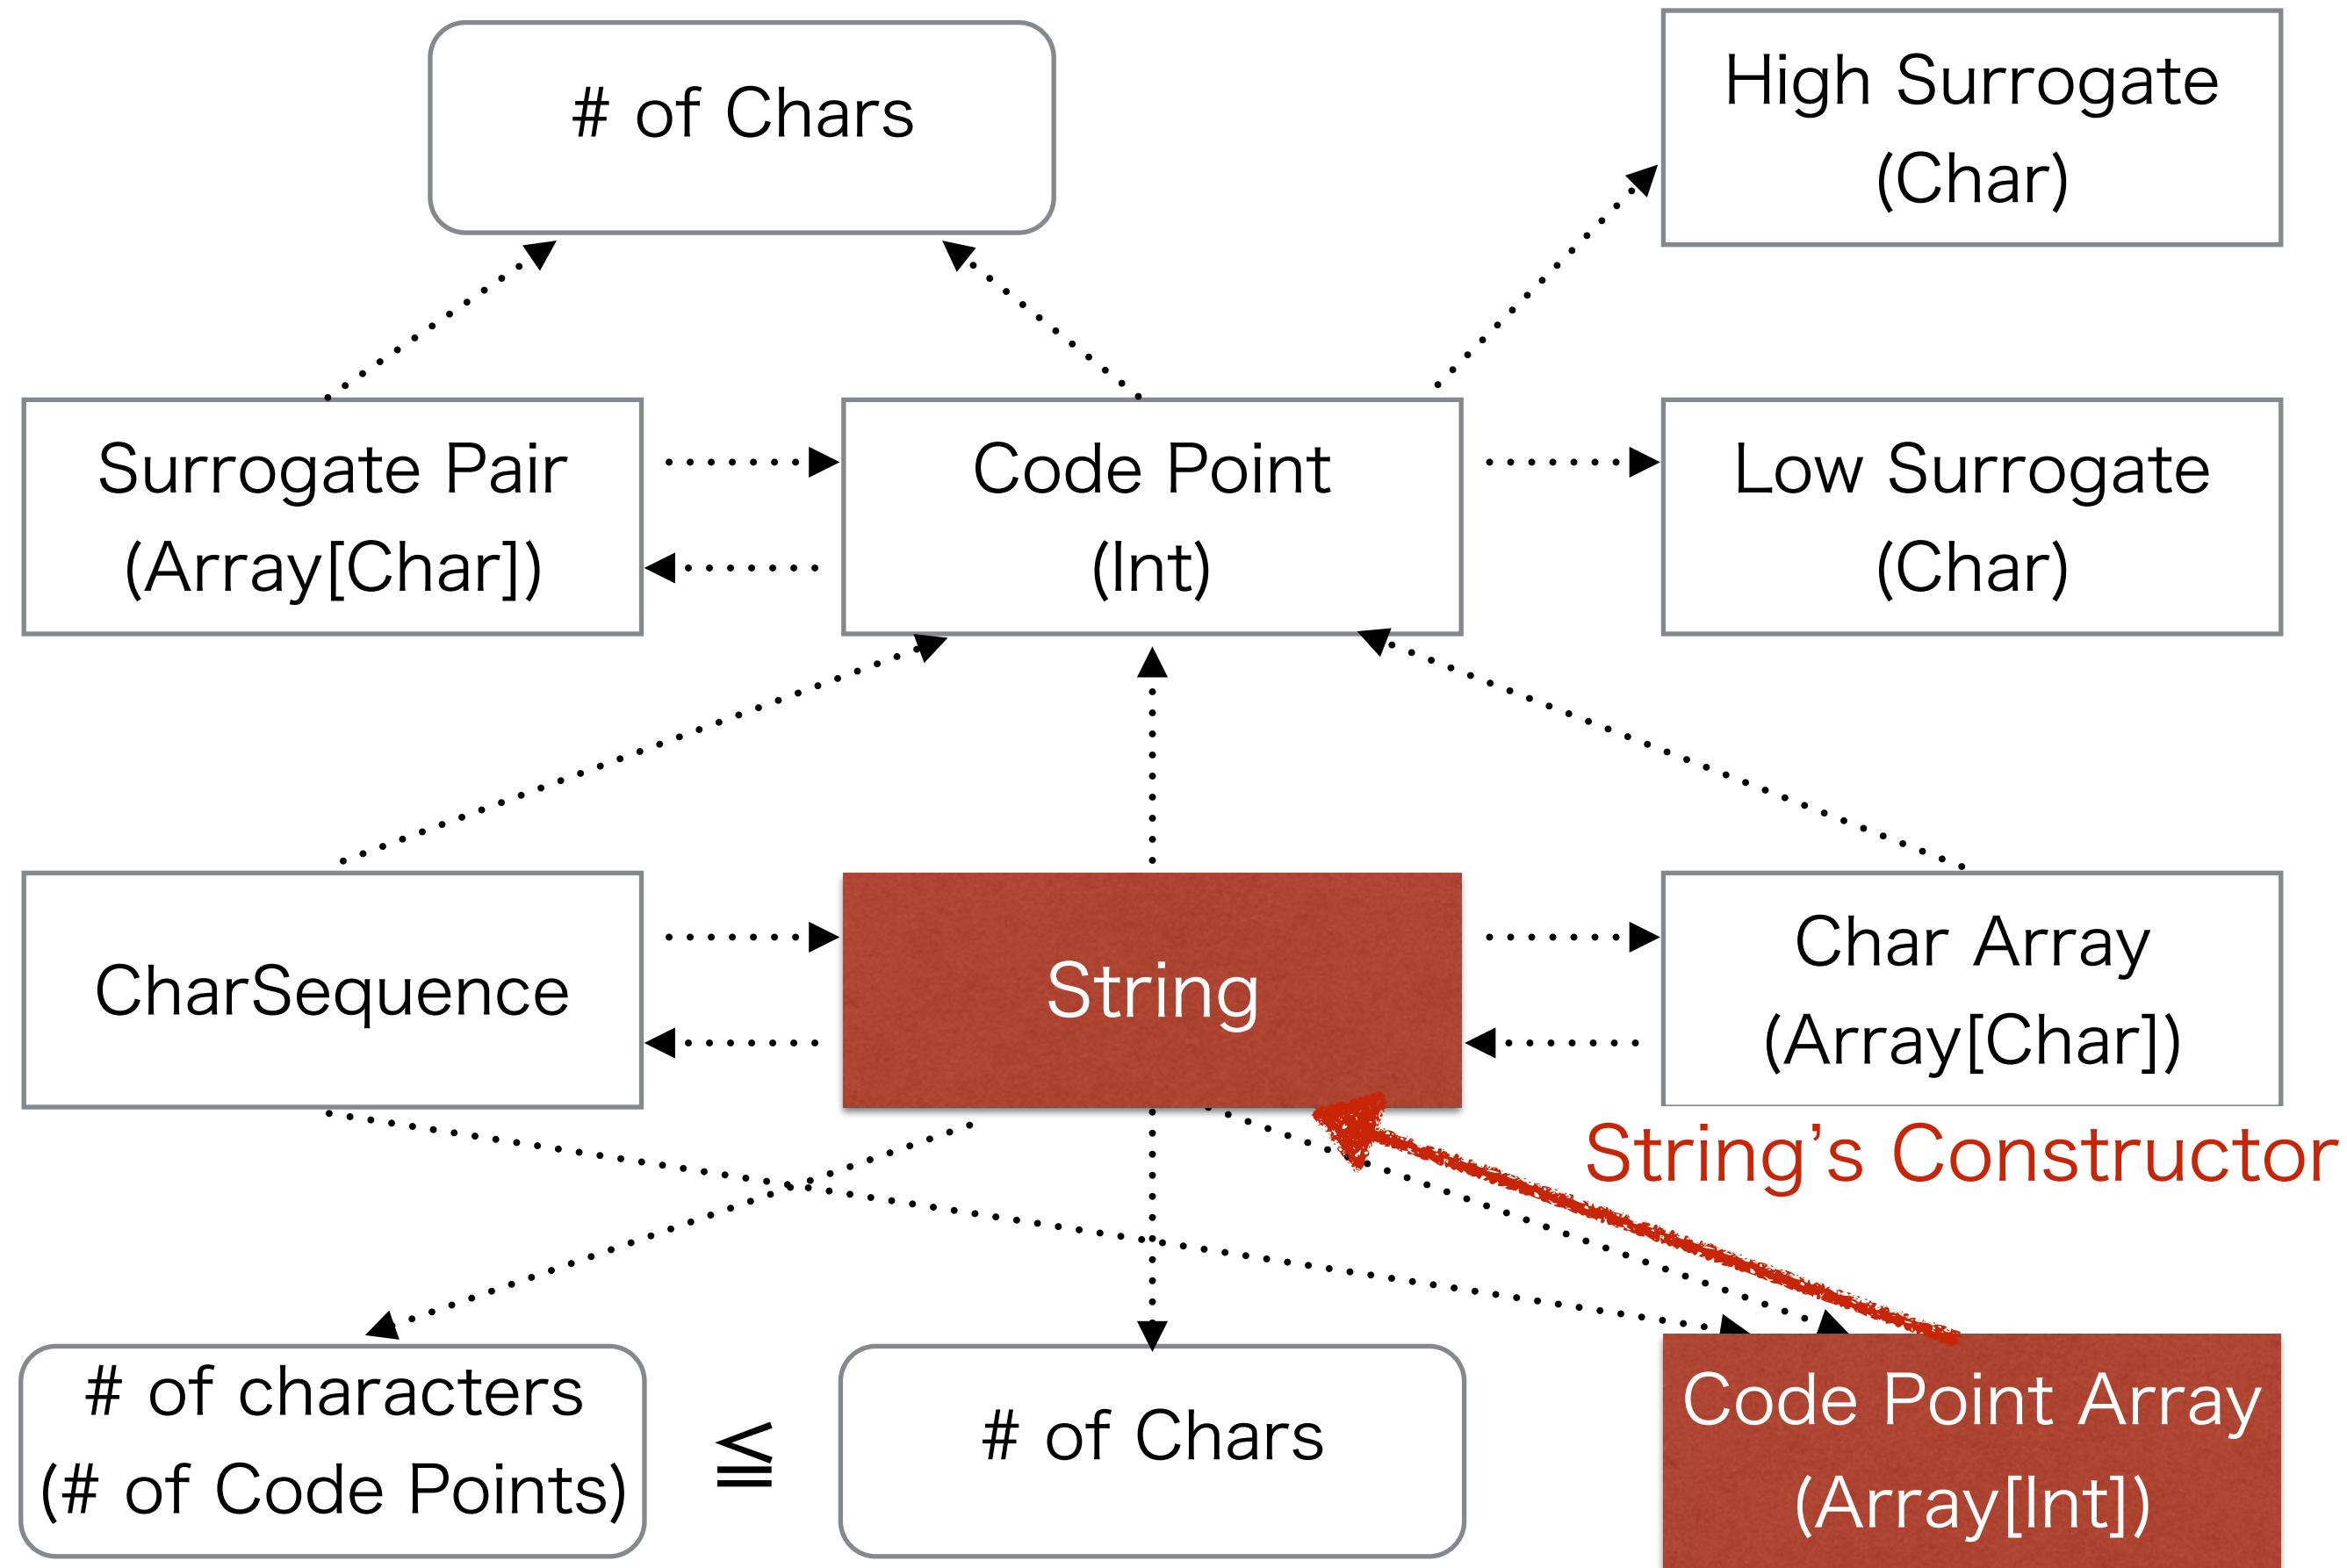 # of Chars
High Surrogate
(Char)
Surrogate Pair
(Array[Char])
Code Point
(Int)
Low Surrogate
(Char)
CharSequence
String
Char Array
(Array[Char])
String’s Constructor
# of characters
(# of Code Points)
≦
# of Chars
Code Point Array
(Array[Int])